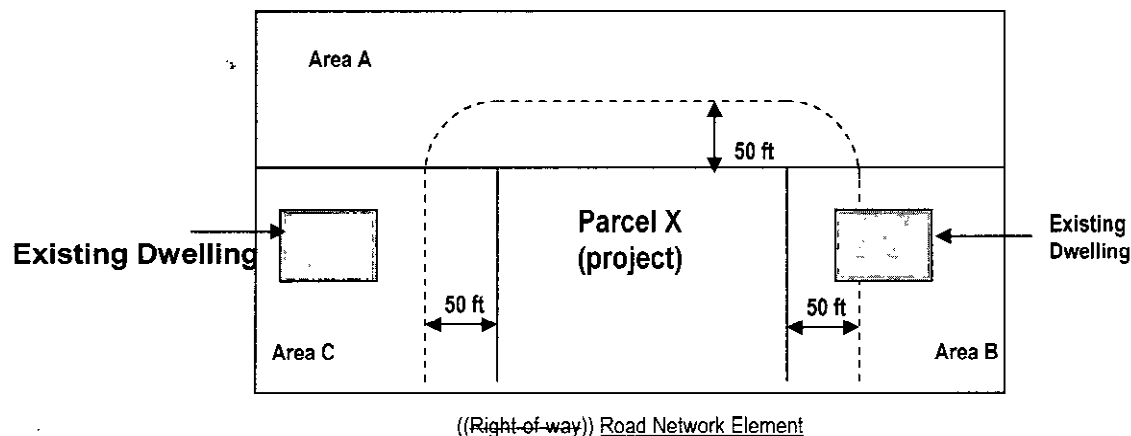 Area A
50 ft
Parcel X
(project)
Existing Dwelling
Existing
Dwelling
50 ft
50 ft
Area C
Area B
((Right-of-way)) Road Network Element